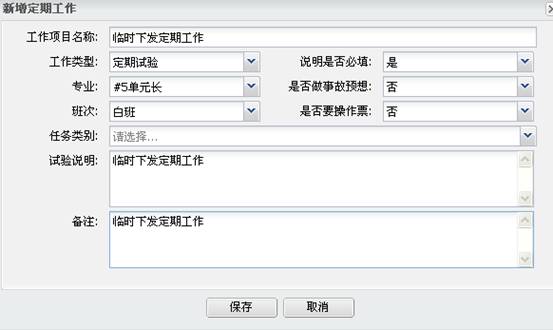 新增定期工作
工作项目名称: 临时下发定期工作
工作类型: 定期试验 说明是否必填: 是
专业: #5单元长 是否做事故预想: 否
班次: 白班 是否要操作票: 否
任务类别: 请选择...
试验说明: 临时下发定期工作
备注: 临时下发定期工作
保存 取消